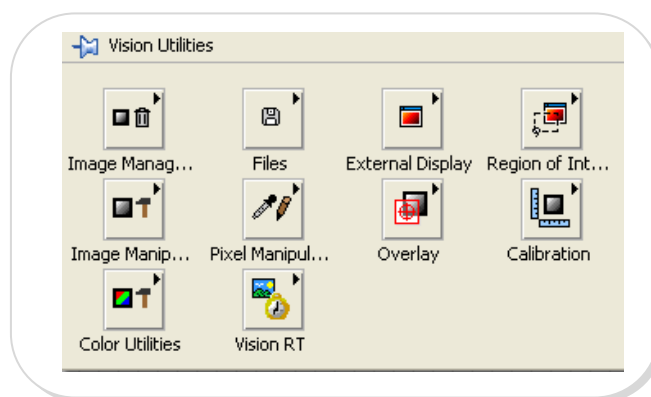 Vision Utilities
Image Manag... Files External Display Region of Int...
Image Manip... Pixel Manipul... Overlay Calibration
Color Utilities Vision RT